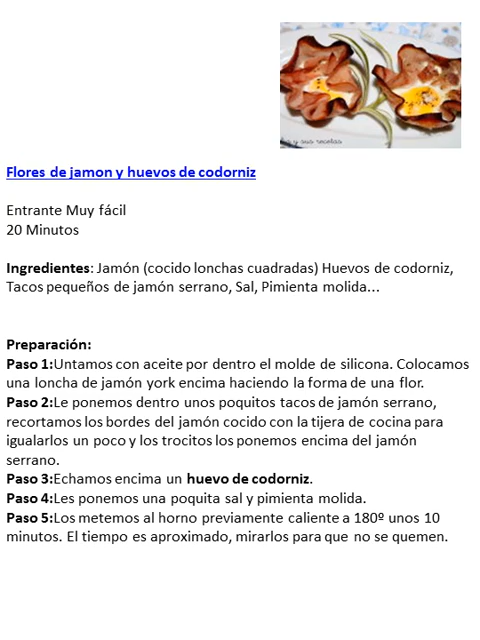 s y sus recetas
Flores de jamon y huevos de codorniz
Entrante Muy fácil
20 Minutos
Ingredientes: Jamón (cocido lonchas cuadradas) Huevos de codorniz,
Tacos pequeños de jamón serrano, Sal, Pimienta molida...
Preparación:
Paso 1:Untamos con aceite por dentro el molde de silicona. Colocamos
una loncha de jamón york encima haciendo la forma de una flor.
Paso 2:Le ponemos dentro unos poquitos tacos de jamón serrano,
recortamos los bordes del jamón cocido con la tijera de cocina para
igualarlos un poco y los trocitos los ponemos encima del jamón
serrano.
Paso 3:Echamos encima un huevo de codorniz.
Paso 4:Les ponemos una poquita sal y pimienta molida.
Paso 5:Los metemos al horno previamente caliente a 180º unos 10
minutos. El tiempo es aproximado, mirarlos para que no se quemen.